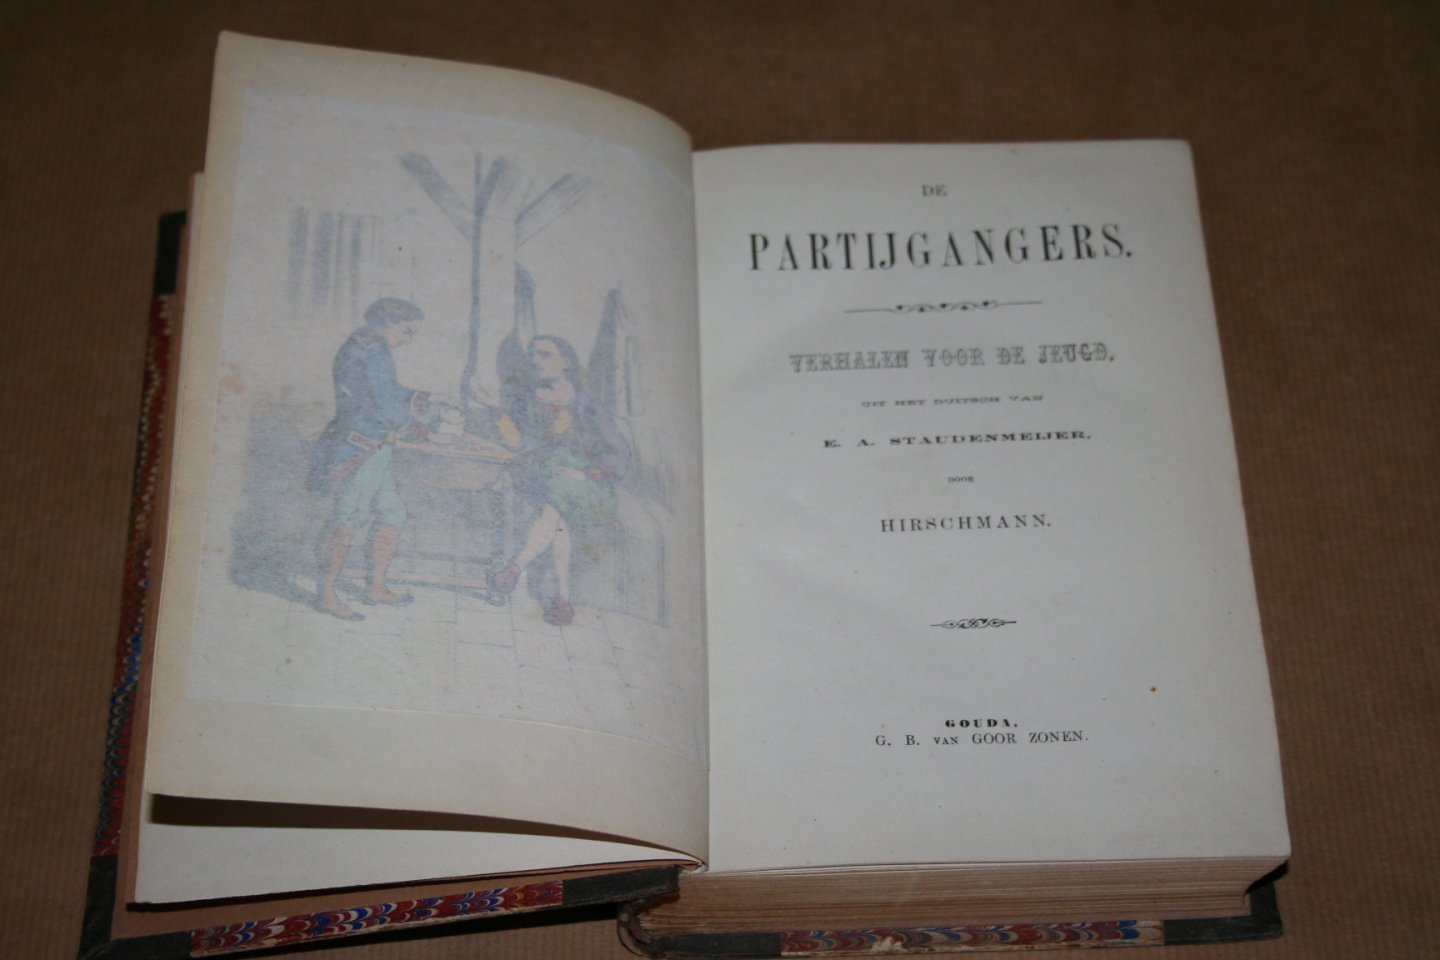 DE
PARTIJGANGERS.
VERHALEN VOOR DE JEUGD,
UIT HET DUITSCH VAN
E. A. STAUDENMEIJER,
DOOR
HIRSCHMANN.
GOUDA,
G. B. VAN GOOR ZONEN.